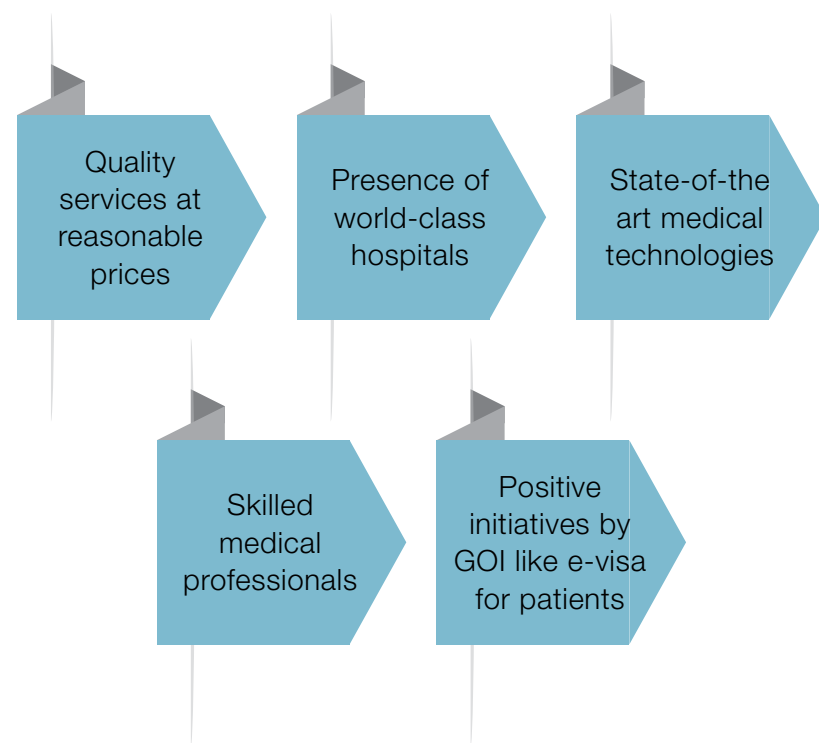 Quality
services at
reasonable
prices
Presence of
world-class
hospitals
State-of-the
art medical
technologies
Skilled
medical
professionals
Positive
initiatives by
GOI like e-visa
for patients